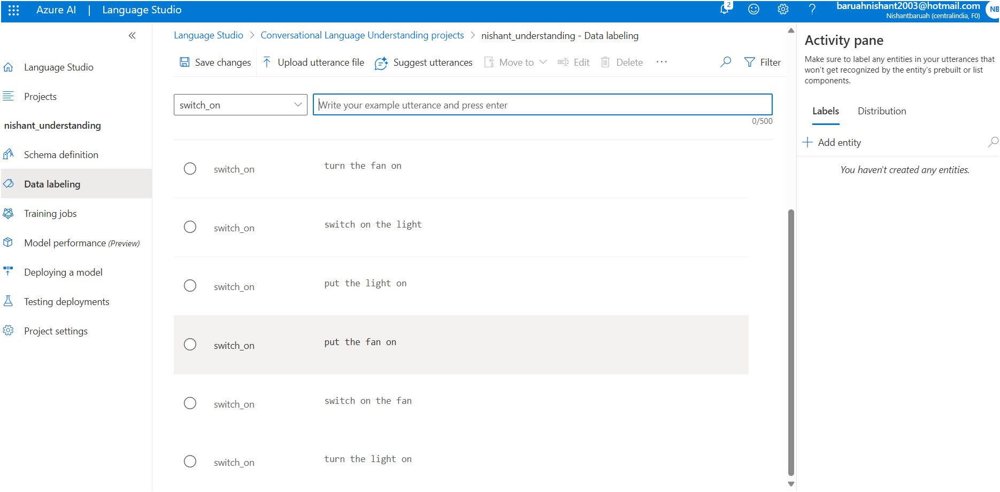 Azure AI | Language Studio
2
baruahnishant2003@hotmail.com
Nishantbaruah (centralindia, F0)
NB
Language Studio
Projects
nishant_understanding
Schema definition
Data labeling
Training jobs
Model performance (Preview)
Deploying a model
Testing deployments
Project settings
Language Studio > Conversational Language Understanding projects > nishant_understanding - Data labeling
Save changes Upload utterance file Suggest utterances Move to Edit Delete ... Filter
switch_on Write your example utterance and press enter
0/500
switch_on turn the fan on
switch_on switch on the light
switch_on put the light on
switch_on put the fan on
switch_on switch on the fan
switch_on turn the light on
Activity pane
Make sure to label any entities in your utterances that
won't get recognized by the entity's prebuilt or list
components.
Labels Distribution
Add entity
You haven't created any entities.